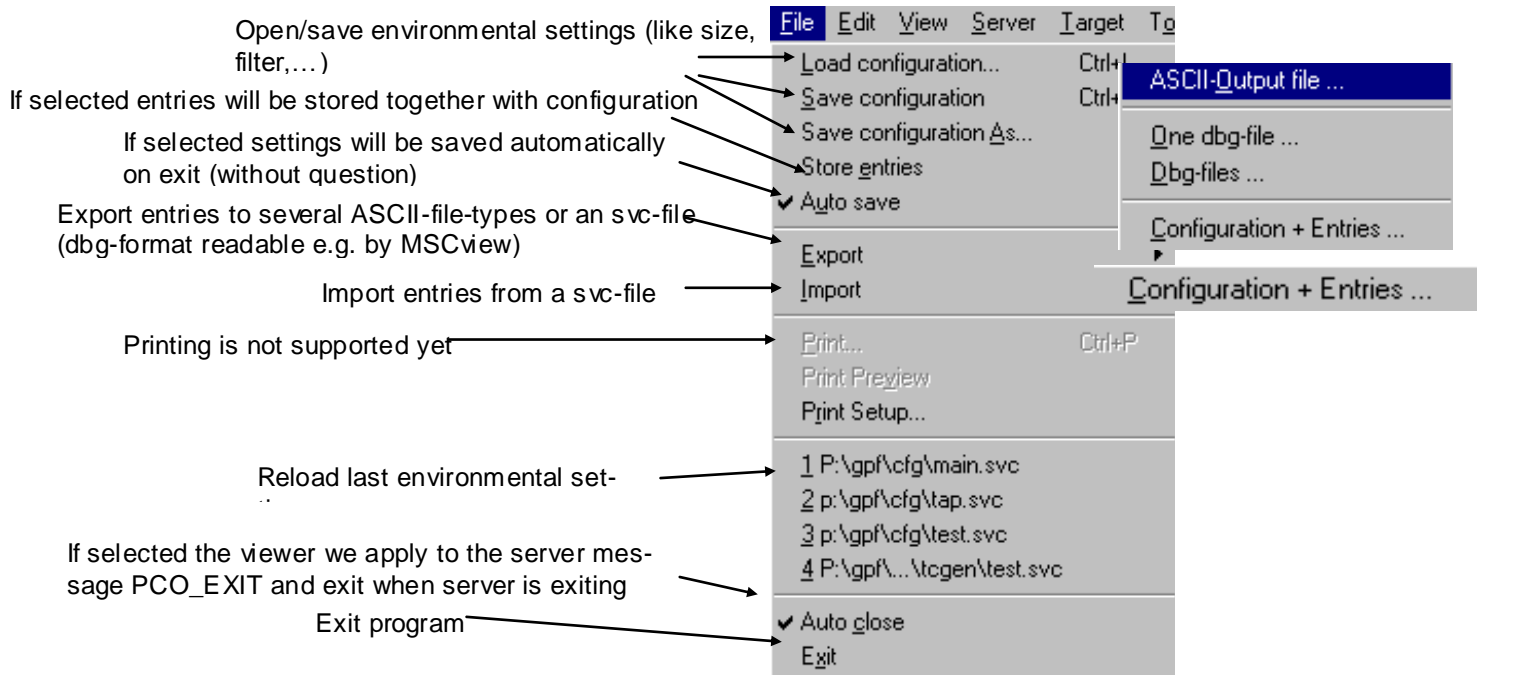 Open/save environmental settings (like size,
filter,…)
If selected entries will be stored together with configuration
If selected settings will be saved automatically
on exit (without question)
Export entries to several ASCII-file-types or an svc-file
(dbg-format readable e.g. by MSCview)
Import entries from a svc-file
Printing is not supported yet
Reload last environmental set-
If selected the viewer we apply to the server mes-
sage PCO_EXIT and exit when server is exiting
Exit program
File Edit View Server Target
Load configuration...
Save configuration
Save configuration As...
Store entries
Auto save
Export
Import
Print... Ctrl+P
Print Preview
Print Setup...
1 P:\gpf\cfg\main.svc
2 p:\gpf\cfg\tap.svc
3 p:\gpf\cfg\test.svc
4 P:\gpf\...\tcgen\test.svc
Auto close
Exit
ASCII-Output file ...
One dbg-file ...
Dbg-files ...
Configuration + Entries ...
Configuration + Entries ...